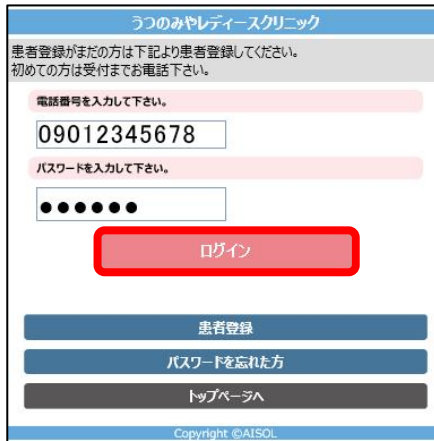 うつのみやレディースクリニック
患者登録がまだの方は下記より患者登録してください。
初めての方は受付までお電話下さい。
電話番号を入力して下さい。
09012345678
パスワードを入力して下さい。
●●●●●●
ログイン
患者登録
パスワードを忘れた方
トップページへ
Copyright ©AISOL